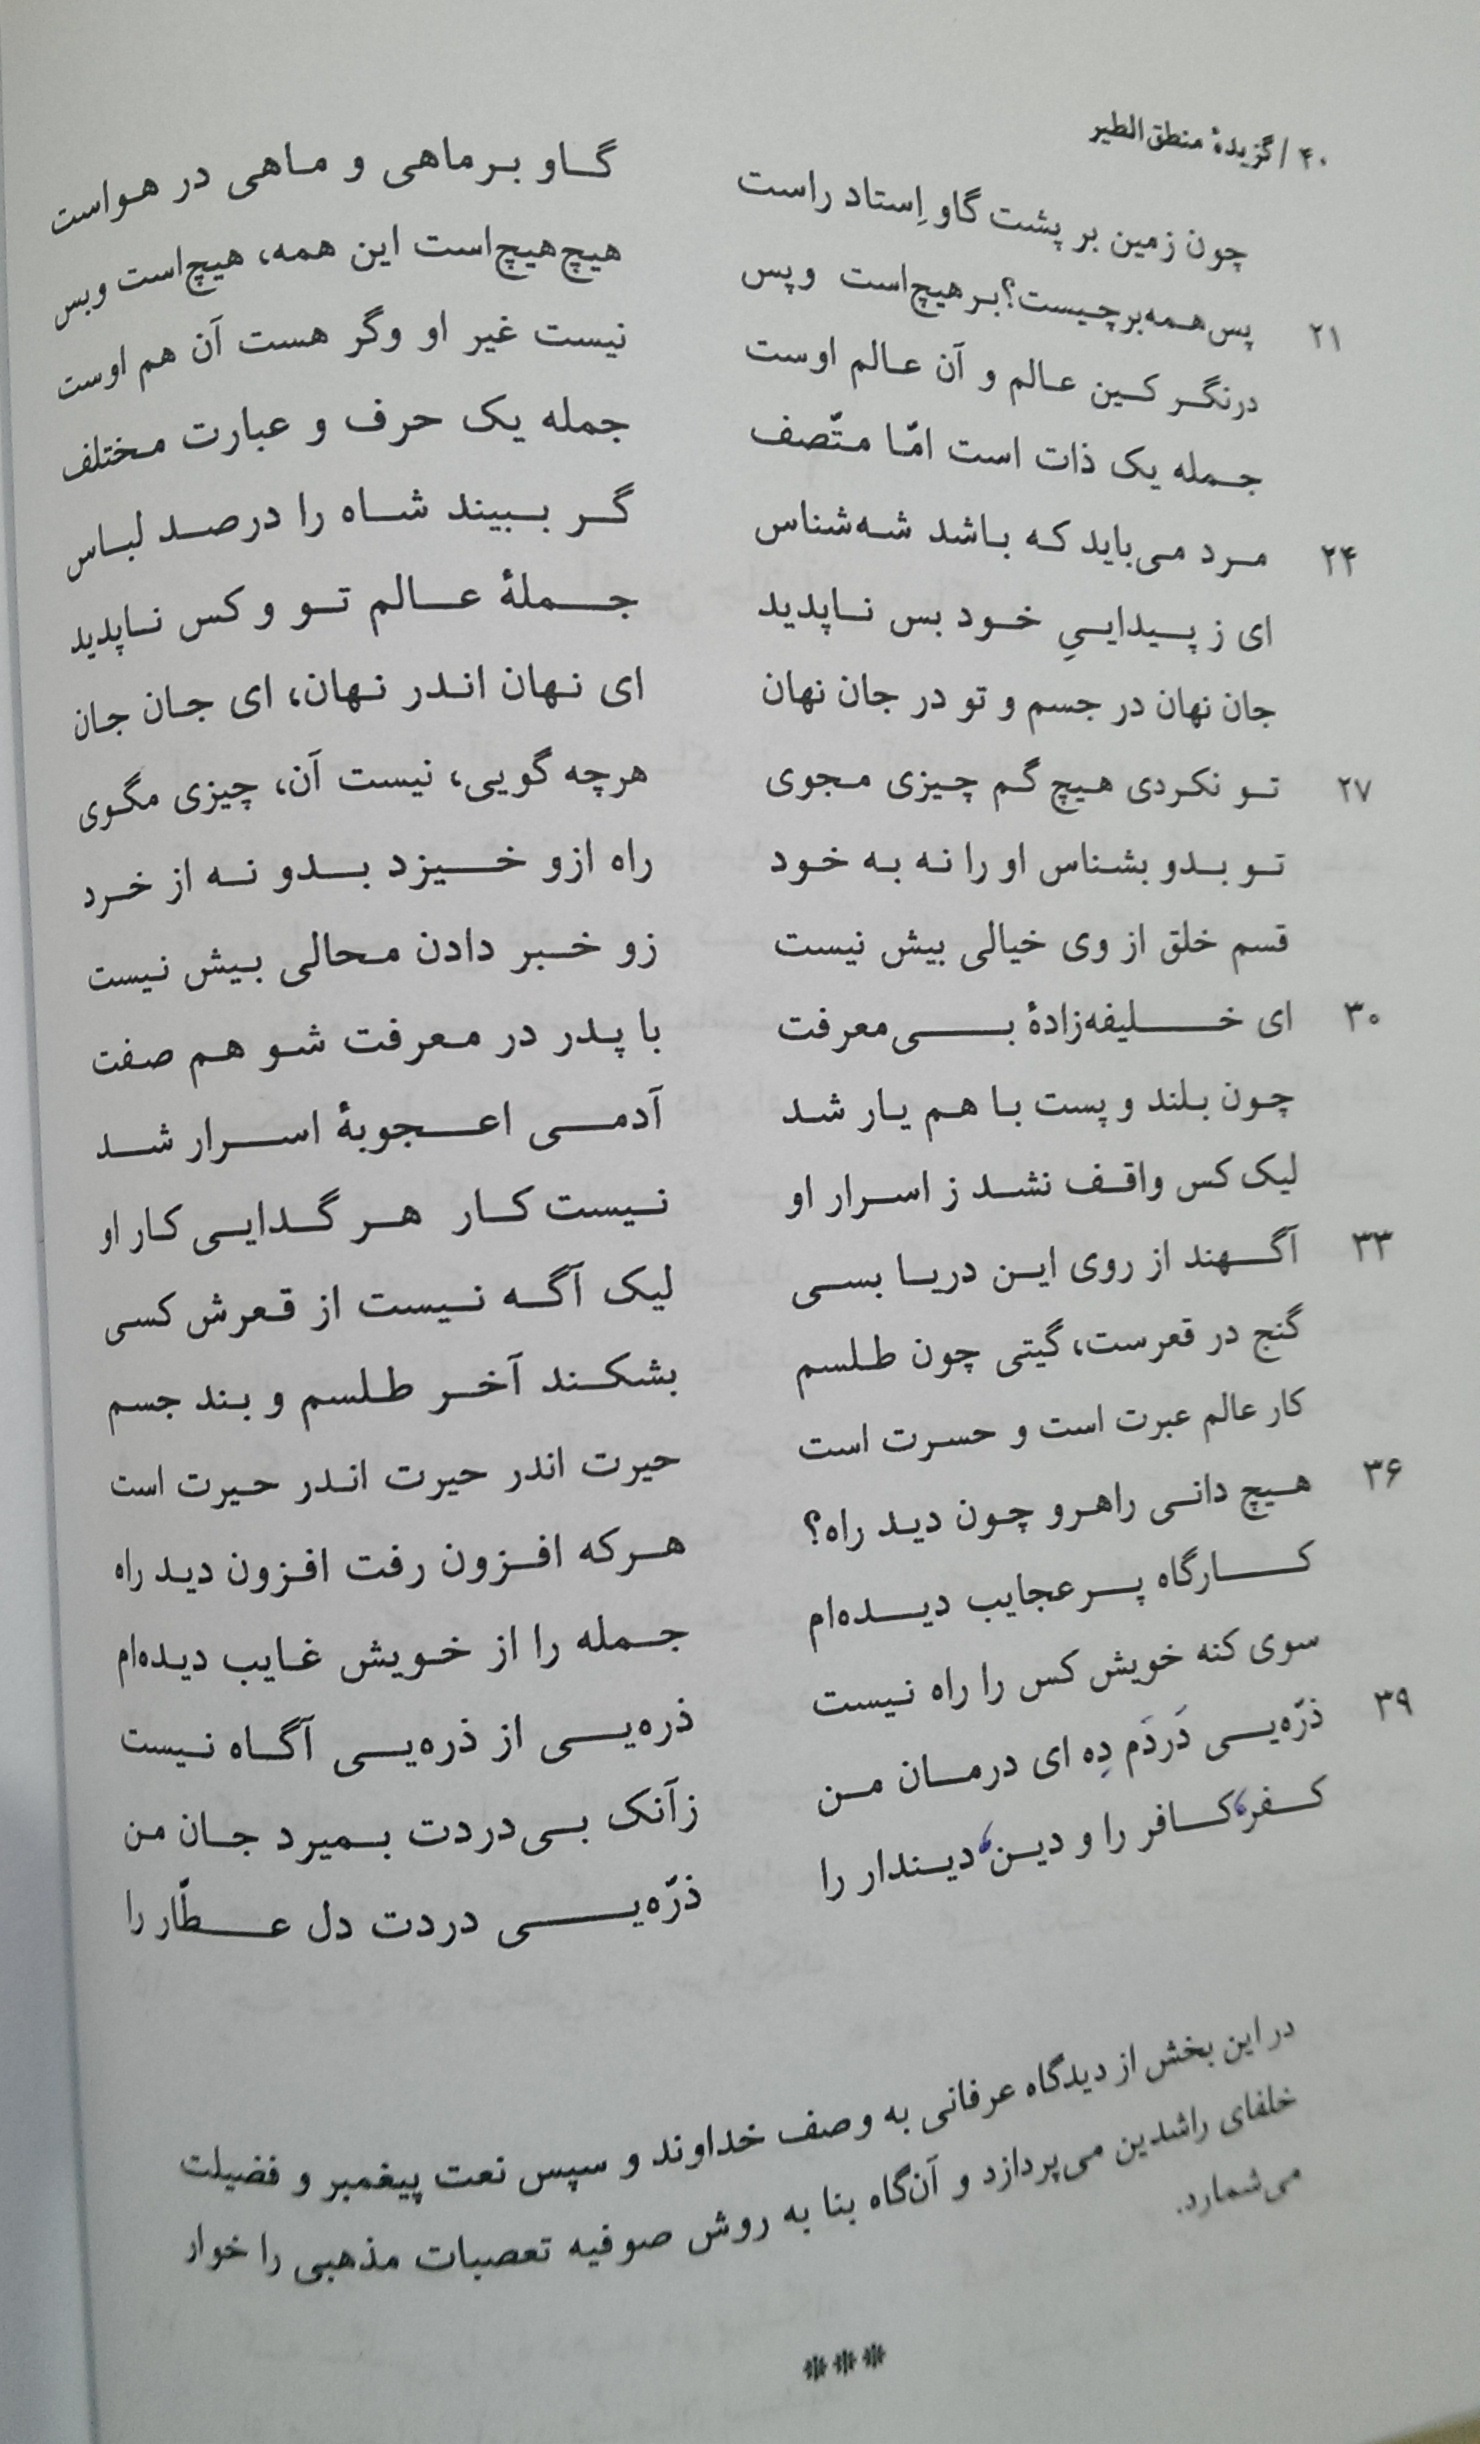 ۴۰ / گزیدهٔ منطق‌الطیر
چون زمین بر پشت گاو اِستاد راست گاو برماهی و ماهی در هواست
۲۱ پس همه برچیست؟ بر هیچ‌است وپس هیچ‌هیچ‌است این همه، هیچ‌است وبس
درنگر کین عالم و آن عالم اوست نیست غیر او وگر هست آن هم اوست
جمله یک ذات است امّا متّصف جمله یک حرف و عبارت مختلف
۲۴ مرد می‌باید که باشد شه‌شناس گر ببیند شاه را درصد لباس
ای ز پیداییِ خود بس ناپدید جملهٔ عالم تو و کس ناپدید
جان نهان در جسم و تو در جان نهان ای نهان اندر نهان، ای جان جان
۲۷ تو نکردی هیچ گم چیزی مجوی هرچه گویی، نیست آن، چیزی مگوی
تو بدو بشناس او را نه به خود راه ازو خیزد بدو نه از خرد
قسم خلق از وی خیالی بیش نیست زو خبر دادن محالی بیش نیست
۳۰ ای خلیفه‌زادهٔ بی‌معرفت با پدر در معرفت شو هم صفت
چون بلند و پست با هم یار شد آدمی اعجوبهٔ اسرار شد
لیک کس واقف نشد ز اسرار او نیست کار هر گدایی کار او
۳۳ آگهند از روی این دریا بسی لیک آگه نیست از قعرش کسی
گنج در قعرست، گیتی چون طلسم بشکند آخر طلسم و بند جسم
کار عالم عبرت است و حسرت است حیرت اندر حیرت اندر حیرت است
۳۶ هیچ دانی راهرو چون دید راه؟ هرکه افزون رفت افزون دید راه
کارگاه پرعجایب دیده‌ام جمله را از خویش غایب دیده‌ام
سوی کنه خویش کس را راه نیست ذره‌یی از ذره‌یی آگاه نیست
۳۹ ذرّه‌یی دَردَم دِه ای درمان من زآنک بی‌دردت بمیرد جان من
کفر، کافر را و دین، دیندار را ذرّه‌یی دردت دل عطّار را
در این بخش از دیدگاه عرفانی به وصف خداوند و سپس نعت پیغمبر و فضیلت
خلفای راشدین می‌پردازد و آن‌گاه بنا به روش صوفیه تعصبات مذهبی را خوار
می‌شمارد.
***